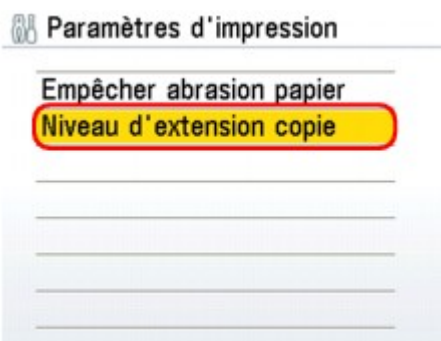 Paramètres d'impression
Empêcher abrasion papier
Niveau d'extension copie